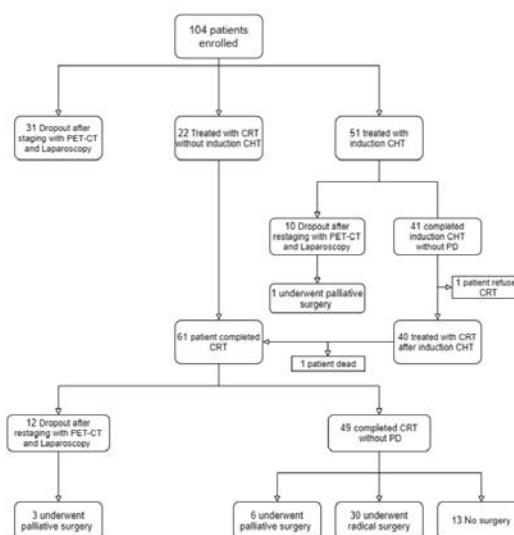 104 patients
enrolled
31 Dropout after
staging with PET-CT
and Laparoscopy
22 Treated with CRT
without induction CHT
51 treated with
induction CHT
10 Dropout after
restaging with PET-CT
and Laparoscopy
41 completed
induction CHT
without PD
1 patient refuse
CRT
1 underwent palliative
surgery
61 patient completed
CRT
40 treated with CRT
after induction CHT
1 patient dead
12 Dropout after
restaging with PET-CT
and Laparoscopy
49 completed CRT
without PD
3 underwent
palliative surgery
6 underwent
palliative surgery
30 underwent
radical surgery
13 No surgery